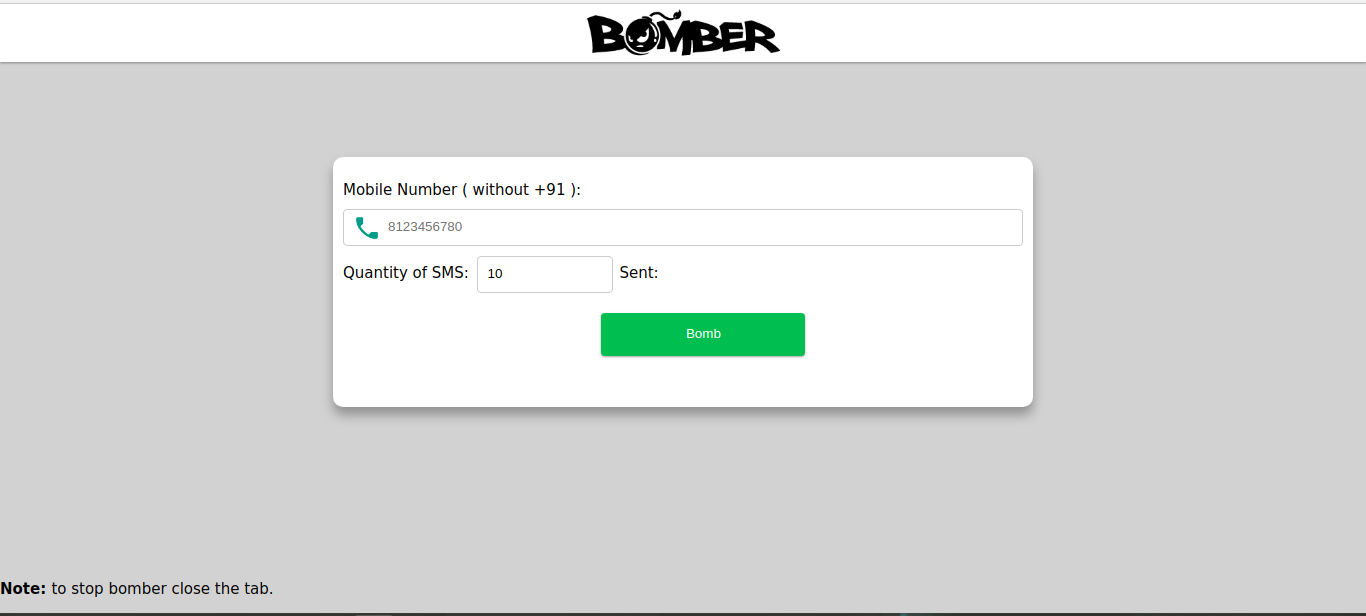 BOMBER
Mobile Number ( without +91 ):
8123456780
Quantity of SMS: 10 Sent:
Bomb
Note: to stop bomber close the tab.